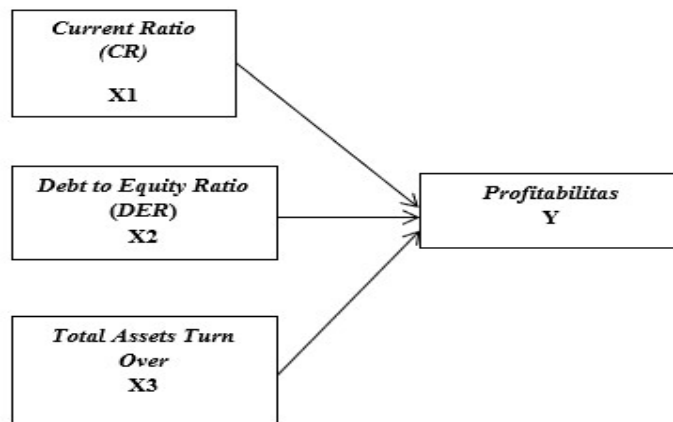 Current Ratio
(CR)
X1
Debt to Equity Ratio
(DER)
X2
Profitabilitas
Y
Total Assets Turn
Over
X3